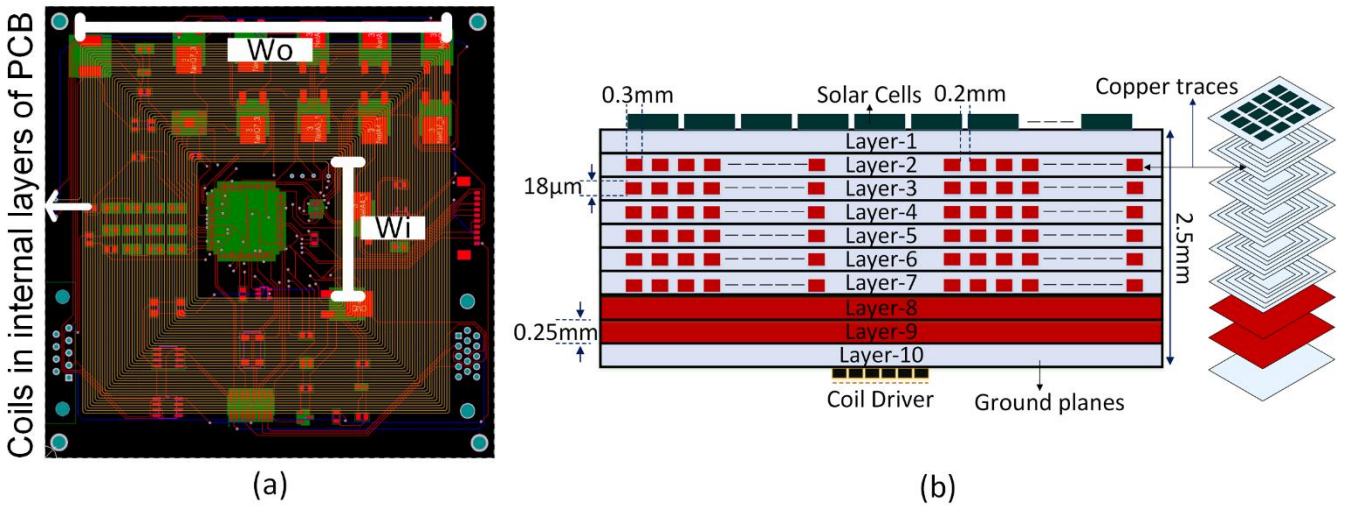 Coils in internal layers of PCB
Wo
Wi
(a)
0.3mm
Solar Cells
0.2mm
Copper traces
Layer-1
Layer-2
18μm
Layer-3
Layer-4
Layer-5
Layer-6
Layer-7
Layer-8
0.25mm
Layer-9
Layer-10
2.5mm
Coil Driver
Ground planes
(b)